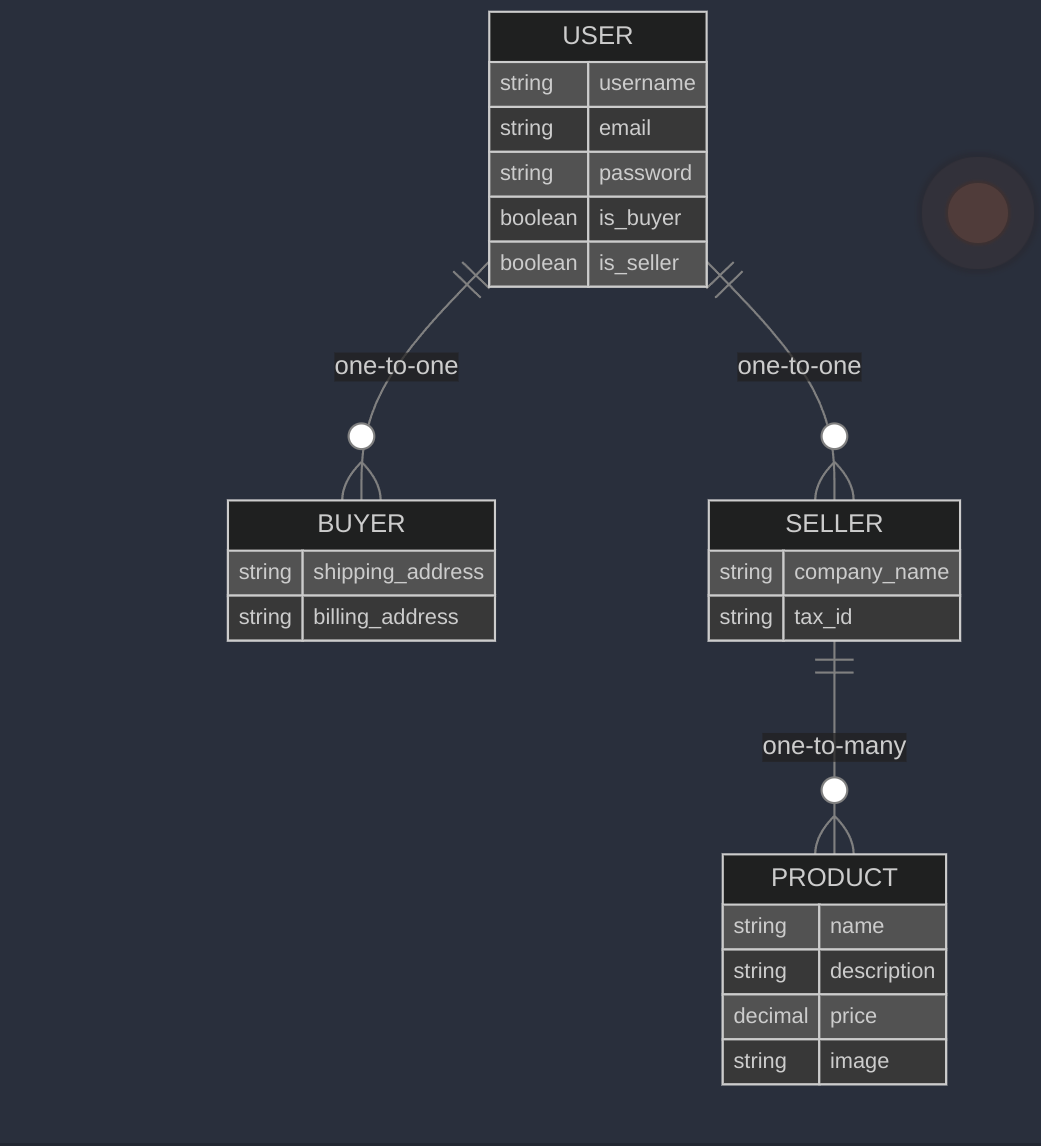 USER
string username
string email
string password
boolean is_buyer
boolean is_seller
one-to-one
one-to-one
BUYER
string shipping_address
string billing_address
SELLER
string company_name
string tax_id
one-to-many
PRODUCT
string name
string description
decimal price
string image